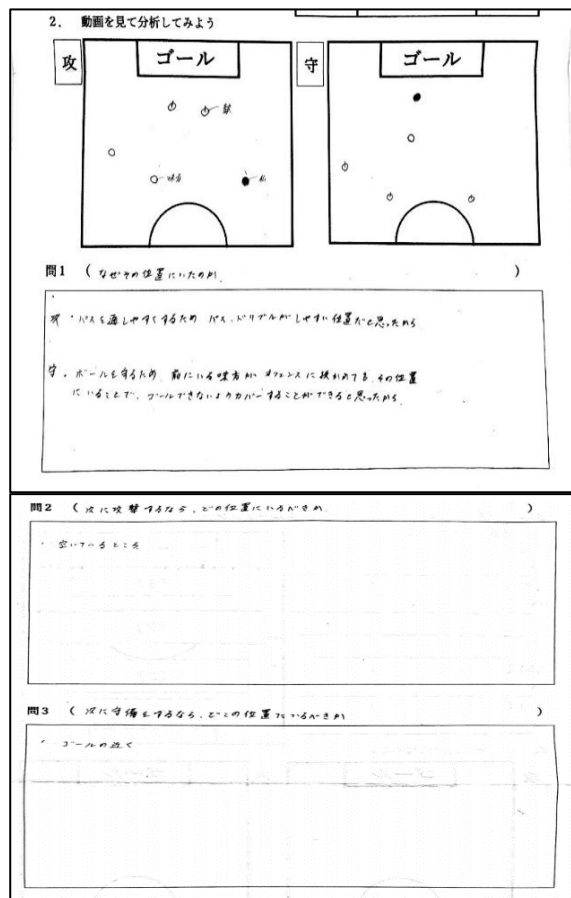 2. 動画を見て分析してみよう
攻
ゴール
敵
味方
私
守
ゴール
問1 (なぜその位置にいたのか )
攻・パスを通しやすくするため パス、ドリブルがしやすい位置だと思ったから
守・ボールを守るため 前にいる味方が オフェンスに抜かれても、その位置
にいることで、ゴールできないようカバーすることができると思ったから
問2 (次に攻撃するなら、どの位置にいるべきか )
・空いているところ
問3 (次に守備をするなら、どこの位置にいるべきか )
・ゴールの近く